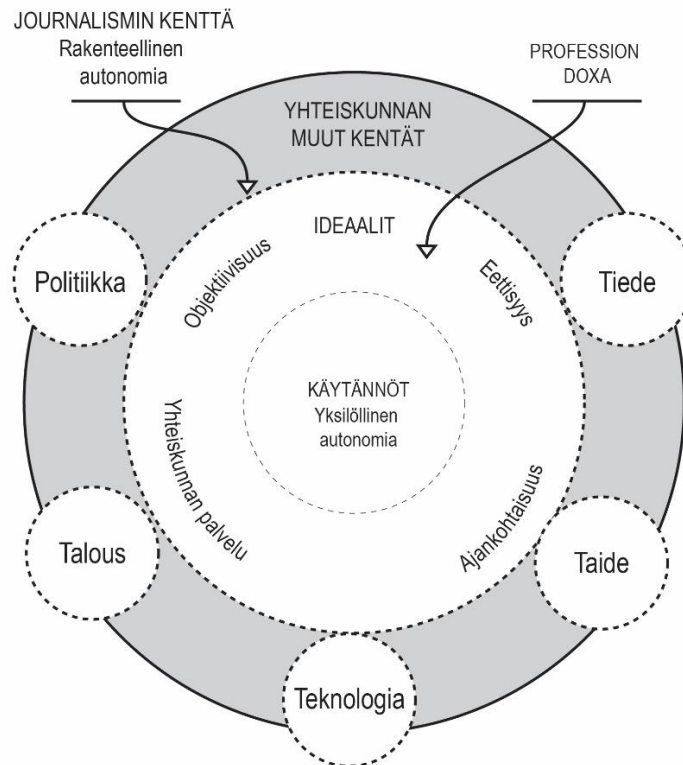 JOURNALISMIN KENTTÄ
Rakenteellinen
autonomia
PROFESSION
DOXA
YHTEISKUNNAN
MUUT KENTÄT
IDEAALIT
Objektiivisuus
Eettisyys
Politiikka
Tiede
KÄYTÄNNÖT
Yksilöllinen
autonomia
Yhteiskunnan palvelu
Ajankohtaisuus
Talous
Taide
Teknologia